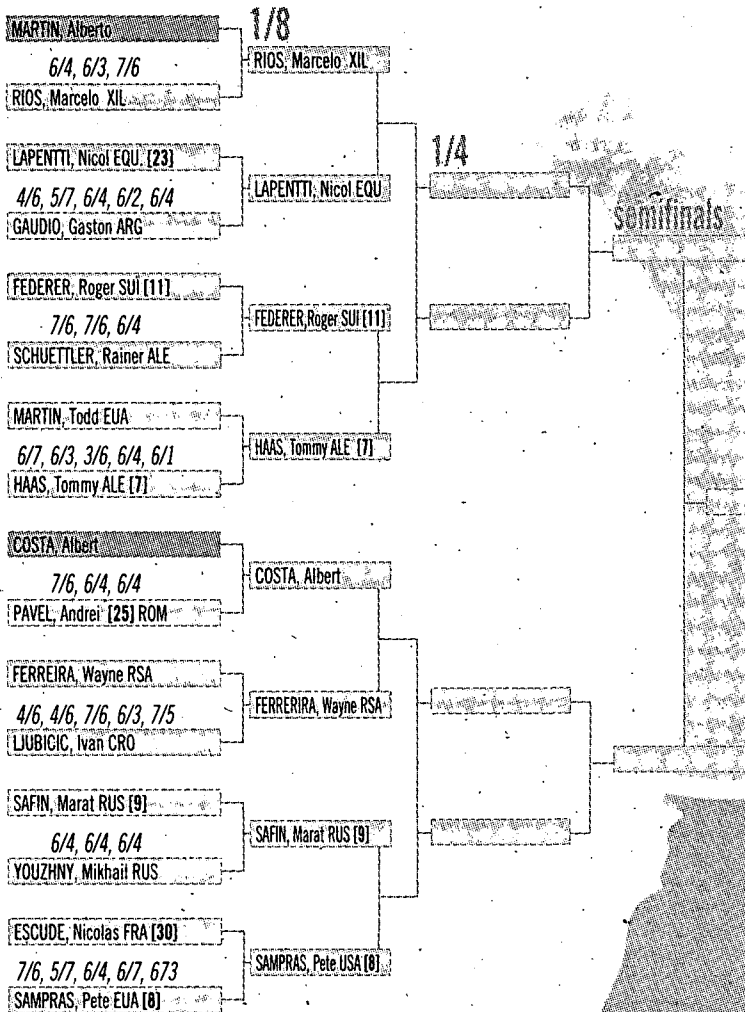 MARTIN, Alberto
6/4, 6/3, 7/6
RIOS, Marcelo XIL
LAPENTTI, Nicol EQU. [23]
4/6, 5/7, 6/4, 6/2, 6/4
GAUDIO, Gaston ARG
FEDERER, Roger SUI [11]
7/6, 7/6, 6/4
SCHUETTLER, Rainer ALE
MARTIN, Todd EUA
6/7, 6/3, 3/6, 6/4, 6/1
HAAS, Tommy ALE [7]
COSTA, Albert
7/6, 6/4, 6/4
PAVEL, Andrei [25] ROM
FERREIRA, Wayne RSA
4/6, 4/6, 7/6, 6/3, 7/5
LJUBICIC, Ivan CRO
SAFIN, Marat RUS [9]
6/4, 6/4, 6/4
YOUZHNY, Mikhail RUS
ESCUDE, Nicolas FRA [30]
7/6, 5/7, 6/4, 6/7, 673
SAMPRAS, Pete EUA [8]
1/8
RIOS, Marcelo XIL
LAPENTTI, Nicol EQU
FEDERER, Roger SUI [11]
HAAS, Tommy ALE [7]
COSTA, Albert
FERRERIRA, Wayne RSA
SAFIN, Marat RUS [9]
SAMPRAS, Pete USA [8]
1/4
semifinals